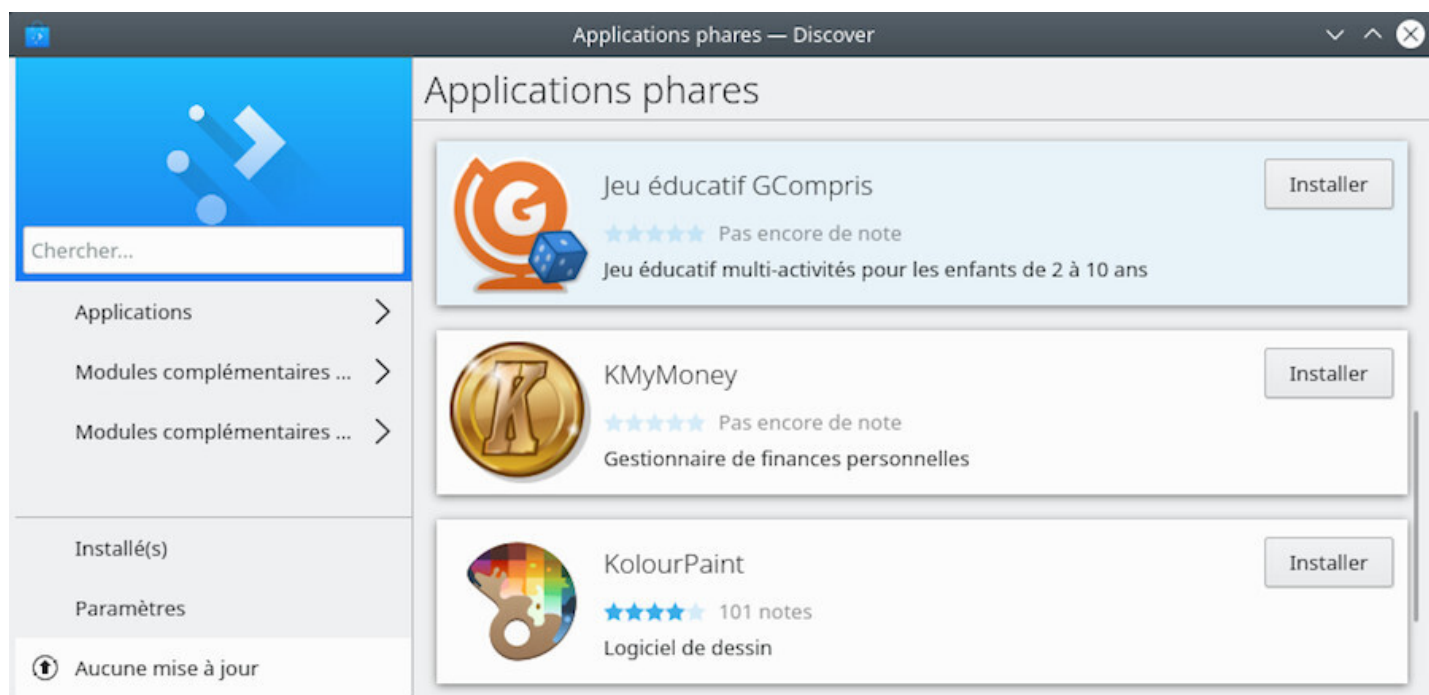 Applications phares — Discover
Chercher...
Applications
Modules complémentaires ...
Modules complémentaires ...
Installé(s)
Paramètres
Aucune mise à jour
Applications phares
Jeu éducatif GCompris
Installer
Pas encore de note
Jeu éducatif multi-activités pour les enfants de 2 à 10 ans
KMyMoney
Installer
Pas encore de note
Gestionnaire de finances personnelles
KolourPaint
Installer
101 notes
Logiciel de dessin